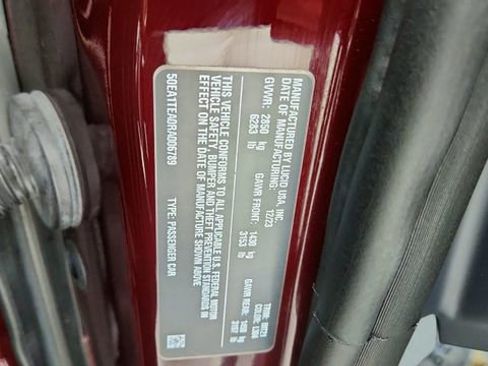 MANUFACTURED BY LUCID USA, INC.
DATE OF MANUFACTURE: 12/23
GVWR: 2850 kg
6283 lb
GAWR FRONT: 1430 kg
3153 lb
GAWR REAR:
THIS VEHICLE CONFORMS TO ALL APPLICABLE U.S. FEDERAL MOTOR
VEHICLE SAFETY, BUMPER AND THEFT PREVENTION STANDARDS IN
EFFECT ON THE DATE OF MANUFACTURE SHOWN ABOVE
TYPE: PASSENGER CAR